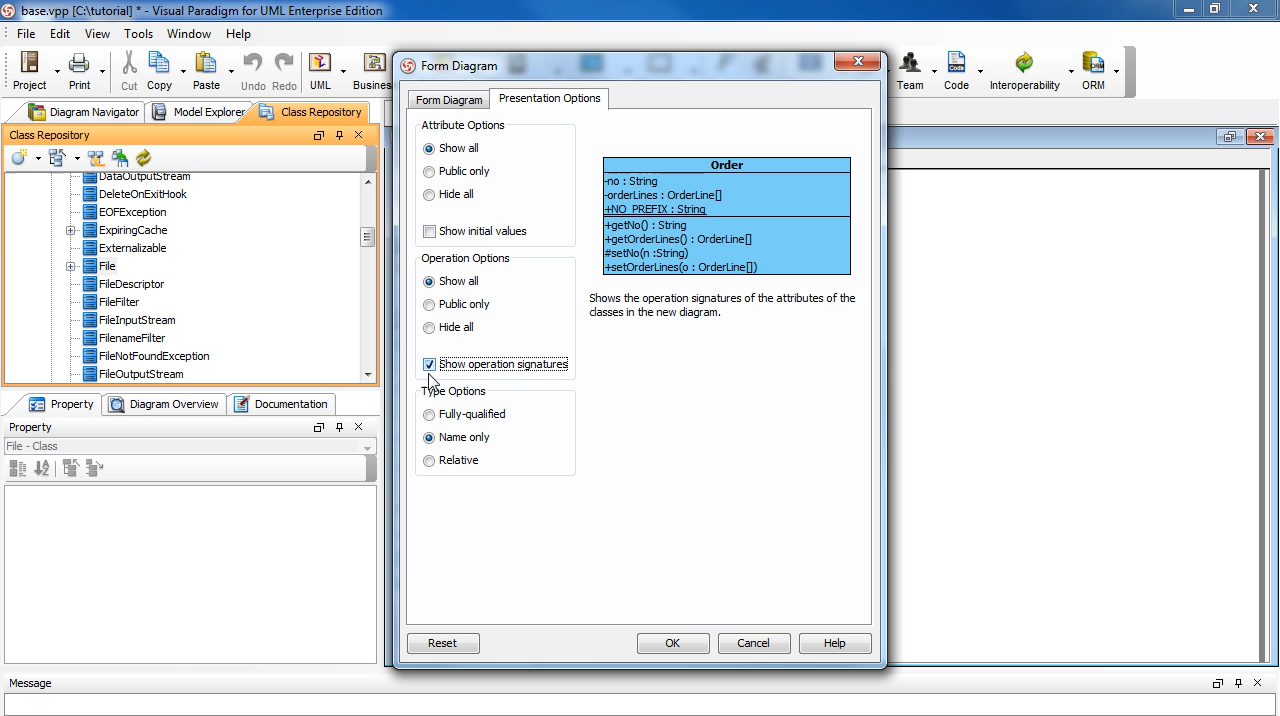 base.vpp [C:\tutorial] * - Visual Paradigm for UML Enterprise Edition
File Edit View Tools Window Help
Project Print Cut Copy Paste Undo Redo UML Busines Team Code Interoperability ORM
Diagram Navigator Model Explorer Class Repository
Class Repository
DataOutputStream
DeleteOnExitHook
EOFException
ExpiringCache
Externalizable
File
FileDescriptor
FileFilter
FileInputStream
FilenameFilter
FileNotFoundException
FileOutputStream
Property Diagram Overview Documentation
Property
File - Class
Form Diagram
Form Diagram Presentation Options
Attribute Options
Show all
Public only
Hide all
Show initial values
Operation Options
Show all
Public only
Hide all
Show operation signatures
Type Options
Fully-qualified
Name only
Relative
Order
-no : String
-orderLines : OrderLine[]
+NO_PREFIX : String
+getNo() : String
+getOrderLines() : OrderLine[]
#setNo(n :String)
+setOrderLines(o : OrderLine[])
Shows the operation signatures of the attributes of the
classes in the new diagram.
Reset OK Cancel Help
Message